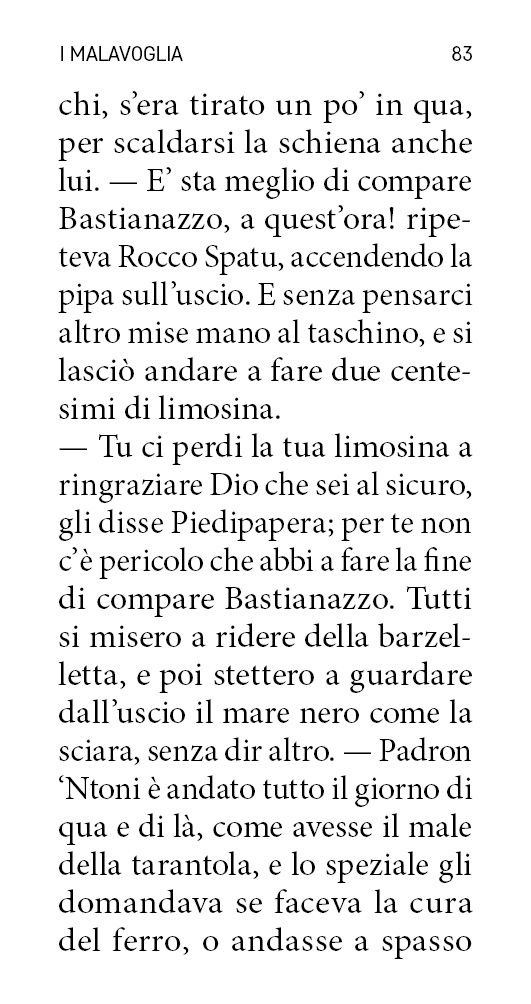 I MALAVOGLIA 83
chi, s’era tirato un po’ in qua,
per scaldarsi la schiena anche
lui. — E’ sta meglio di compare
Bastianazzo, a quest’ora! ripe-
teva Rocco Spatu, accendendo la
pipa sull’uscio. E senza pensarci
altro mise mano al taschino, e si
lasciò andare a fare due cente-
simi di limosina.
— Tu ci perdi la tua limosina a
ringraziare Dio che sei al sicuro,
gli disse Piedipapera; per te non
c’è pericolo che abbi a fare la fine
di compare Bastianazzo. Tutti
si misero a ridere della barzel-
letta, e poi stettero a guardare
dall’uscio il mare nero come la
sciara, senza dir altro. — Padron
‘Ntoni è andato tutto il giorno di
qua e di là, come avesse il male
della tarantola, e lo speziale gli
domandava se faceva la cura
del ferro, o andasse a spasso